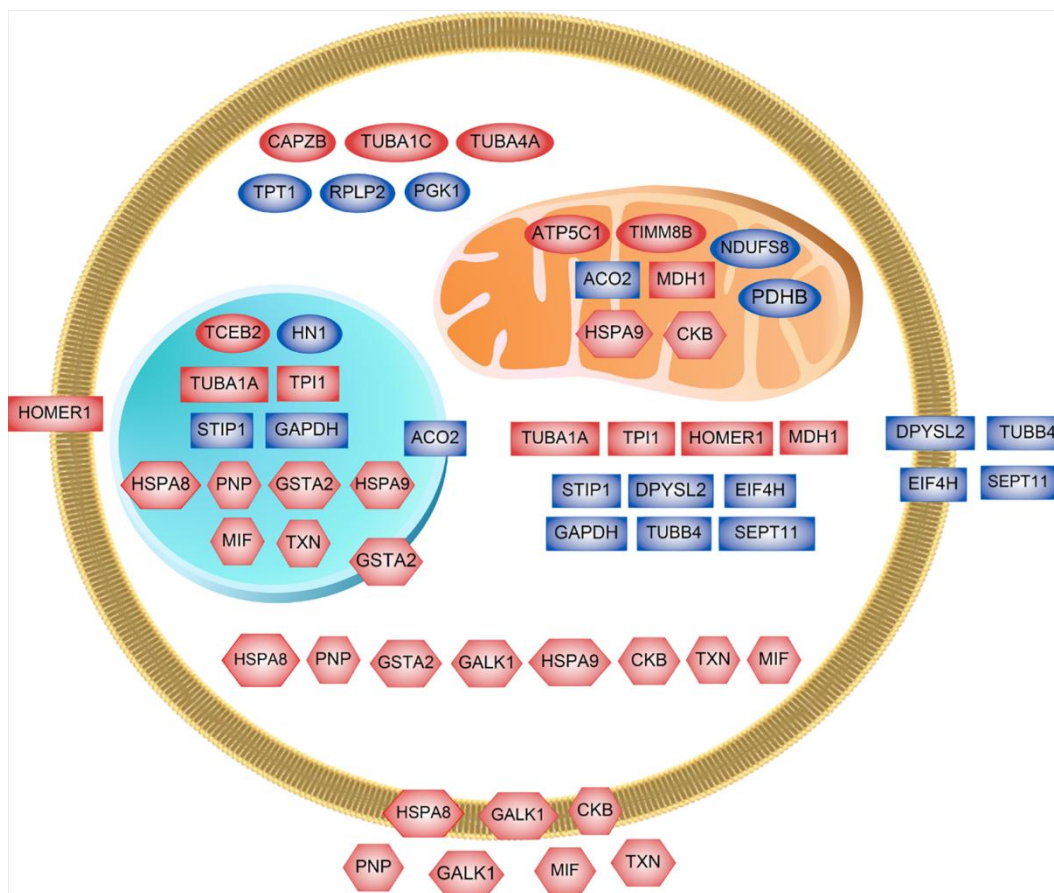 CAPZB TUBA1C TUBA4A
TPT1 RPLP2 PGK1
ATP5C1 TIMM8B NDUFS8
ACO2 MDH1 PDHB
HSPA9 CKB
TCEB2 HN1
TUBA1A TPI1
STIP1 GAPDH ACO2
HSPA8 PNP GSTA2 HSPA9
MIF TXN GSTA2
HOMER1
TUBA1A TPI1 HOMER1 MDH1
STIP1 DPYSL2 EIF4H
GAPDH TUBB4 SEPT11
DPYSL2 TUBB4
EIF4H SEPT11
HSPA8 PNP GSTA2 GALK1 HSPA9 CKB TXN MIF
HSPA8 GALK1 CKB
PNP GALK1 MIF TXN